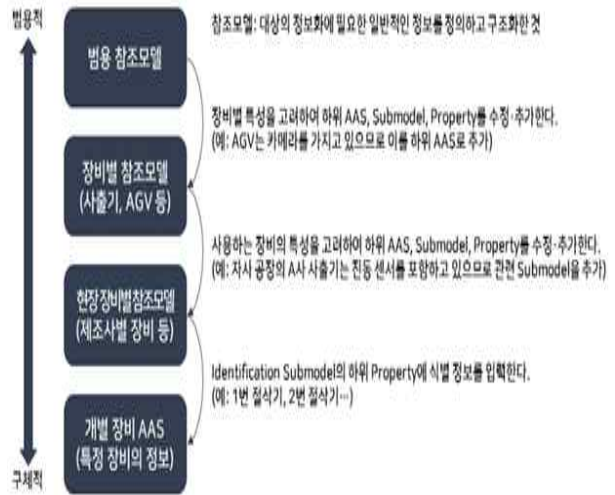 범용적
참조모델: 대상의 정보화에 필요한 일반적인 정보를 정의하고 구조화한 것
범용 참조모델
장비별 특성을 고려하여 하위 AAS, Submodel, Property를 수정·추가한다.
(예: AGV는 카메라를 가지고 있으므로 이를 하위 AAS로 추가)
장비별 참조모델
(사출기, AGV 등)
사용하는 장비의 특성을 고려하여 하위 AAS, Submodel, Property를 수정·추가한다.
(예: 자사 공장의 A사 사출기는 진동 센서를 포함하고 있으므로 관련 Submodel을 추가)
현장 장비별 참조모델
(제조사별 장비 등)
Identification Submodel의 하위 Property에 식별 정보를 입력한다.
(예: 1번 절삭기, 2번 절삭기…)
개별 장비 AAS
(특정 장비의 정보)
구체적